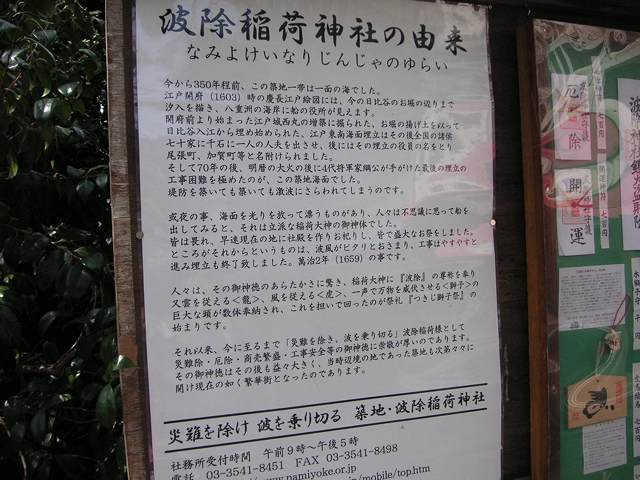 波除稲荷神社の由来
なみよけいなりじんじゃのゆらい
今から350年程前、この築地一帯は一面の海でした。
江戸開府（1603）時の慶長江戸絵図には、今の日比谷のお堀の辺りまで
汐入を描き、八重洲の海岸に船の役所が見えます。
開府前より始まった江戸城西丸の増築に掘られた、お堀の揚げ土を以って
日比谷入江から埋め始められた、江戸東南海面埋立はその後全国の諸侯
七十家に千石に一人の人夫を出させ、後にはその埋立の役員の名をとり
尾張町、加賀町等と名附けられました。
そして70年の後、明暦の大火の後に4代将軍家綱公が手がけた最後の埋立の
工事困難を極めたのが、この築地海面でした。
堤防を築いても築いても激波にさらわれてしまうのです。
或夜の事、海面を光りを放って漂うものがあり、人々は不思議に思って船を
出してみると、それは立派な稲荷大神の御神体でした。
皆は畏れ、早速現在の地に社殿を作りお祀りし、皆で盛大なお祭をしました。
ところがそれからというものは、波風がピタリとおさまり、工事はやすやすと
進み埋立も終了致しました。萬治2年（1659）の事です。
人々は、その御神徳のあらたかさに驚き、稲荷大神に『波除』の尊称を奉り
又雲を従える＜龍＞、風を従える＜虎＞、一声で万物を威伏させる＜獅子＞の
巨大な頭が数体奉納され、これを担いで回ったのが祭礼『つきじ獅子祭』の
始まりです。
それ以来、今に至るまで「災難を除き、波を乗り切る」波除稲荷様として
災難除・厄除・商売繁盛・工事安全等の御神徳に崇敬が厚いのであります。
その御神徳はその後も益々大きく、当時辺境の地であった築地も次第々々に
開け現在の如く繁華街となったのであります。
災難を除け 波を乗り切る 築地・波除稲荷神社
社務所受付時間 午前9時～午後5時
電話 03-3541-8451 FAX 03-3541-8498
www.namiyoke.or.jp
/mobile/top.htm
厄除
開運